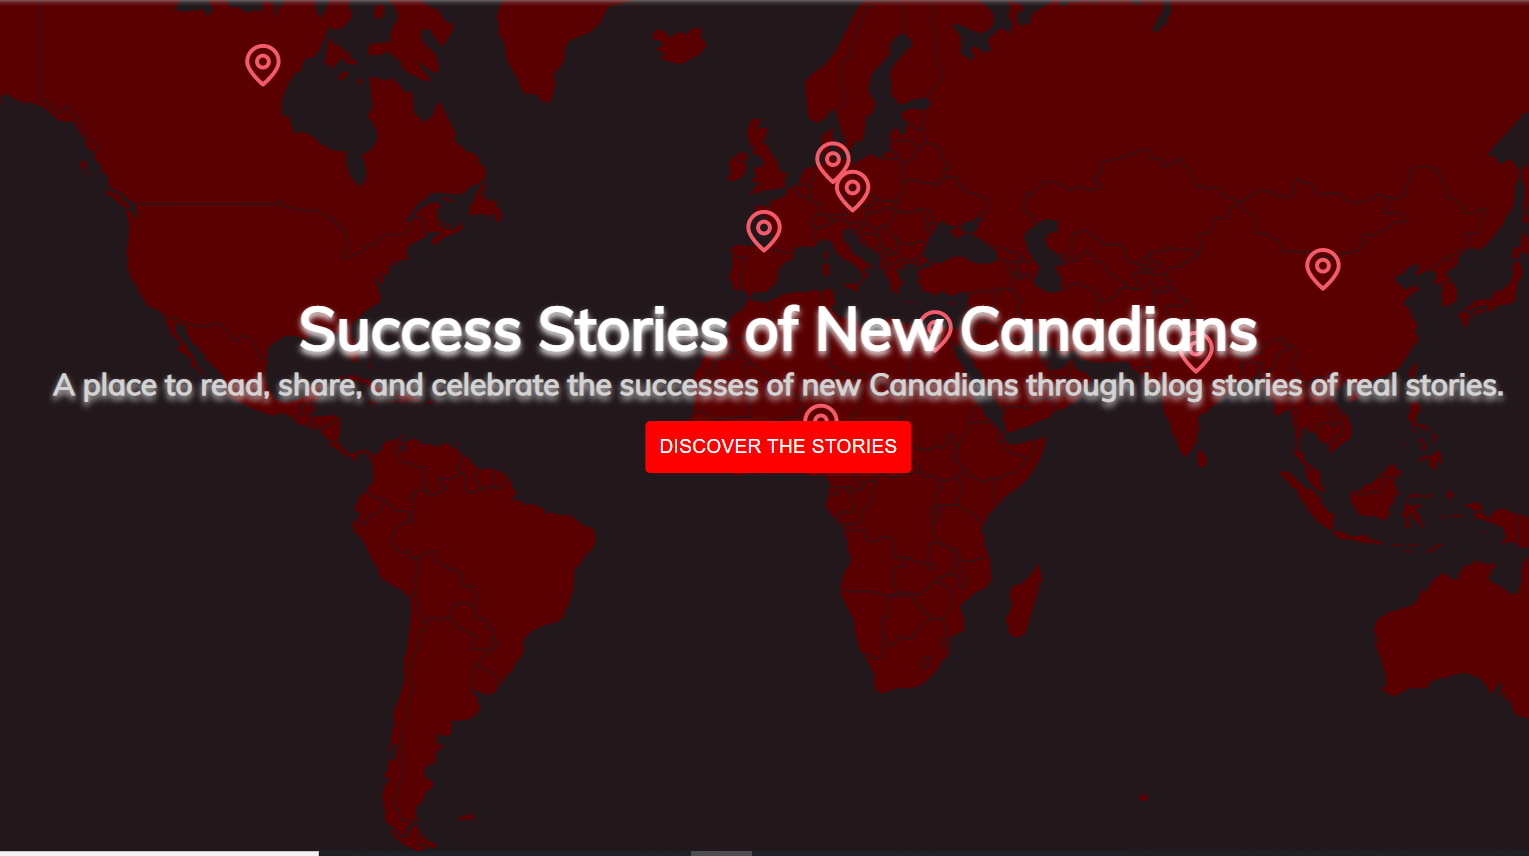 Success Stories of New Canadians
A place to read, share, and celebrate the successes of new Canadians through blog stories of real stories.
DISCOVER THE STORIES